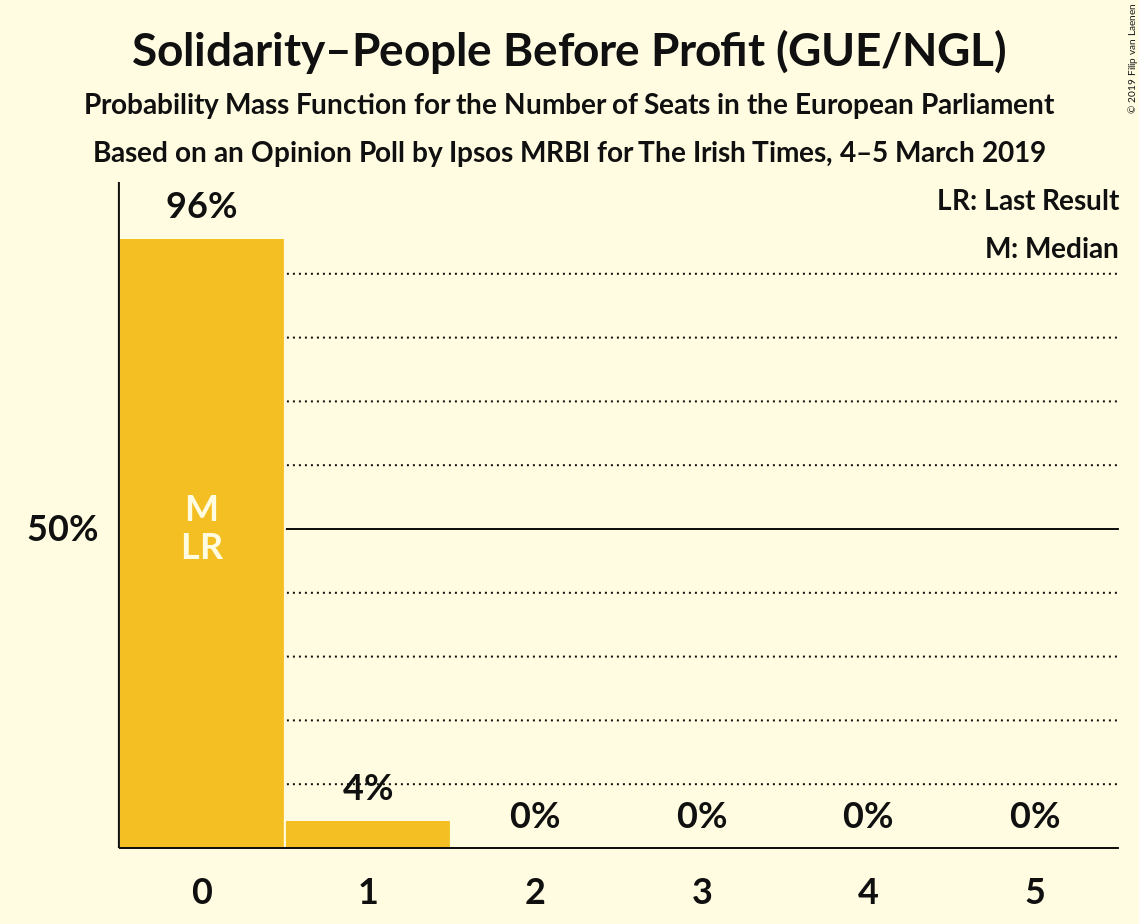 Solidarity–People Before Profit (GUE/NGL)
Probability Mass Function for the Number of Seats in the European Parliament
Based on an Opinion Poll by Ipsos MRBI for The Irish Times, 4–5 March 2019
© 2019 Filip van Laenen
LR: Last Result
M: Median
96%
M
LR
50%
4%
0%
0%
0%
0%
0
1
2
3
4
5